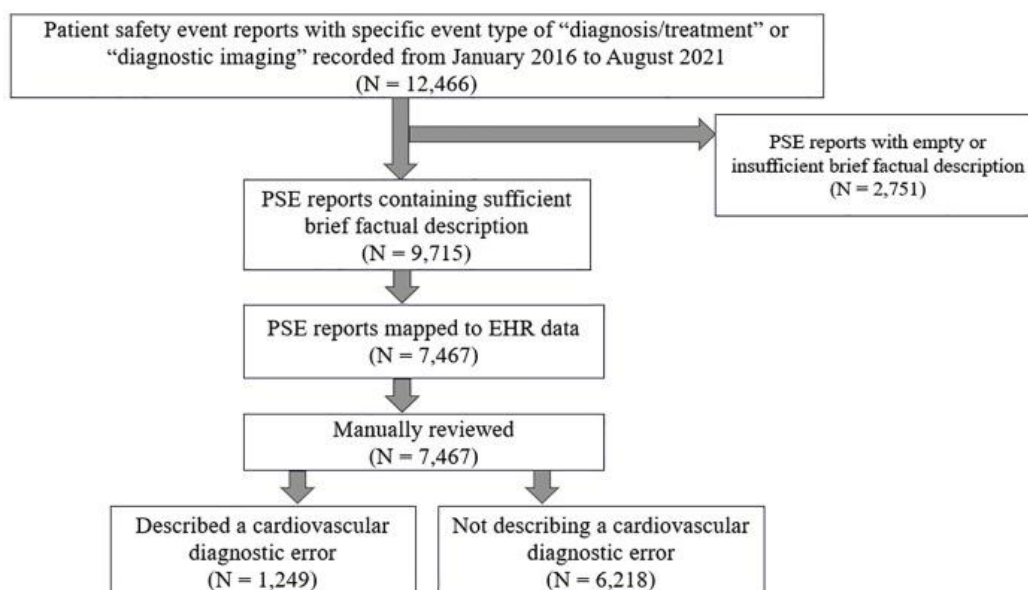 Patient safety event reports with specific event type of “diagnosis/treatment” or
“diagnostic imaging” recorded from January 2016 to August 2021
(N = 12,466)
PSE reports with empty or
insufficient brief factual description
(N = 2,751)
PSE reports containing sufficient
brief factual description
(N = 9,715)
PSE reports mapped to EHR data
(N = 7,467)
Manually reviewed
(N = 7,467)
Described a cardiovascular
diagnostic error
(N = 1,249)
Not describing a cardiovascular
diagnostic error
(N = 6,218)